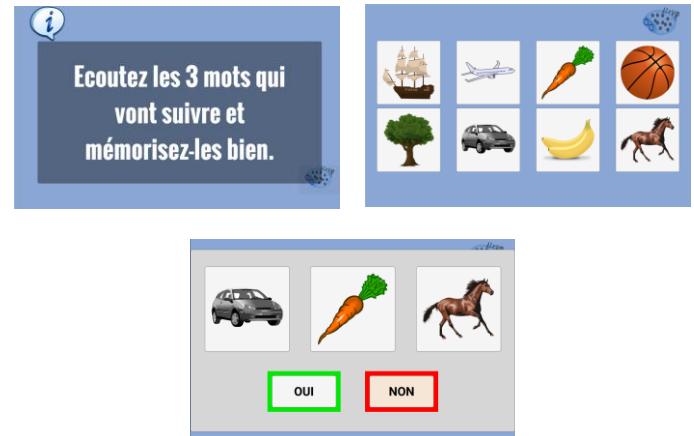 i
Ecoutez les 3 mots qui
vont suivre et
mémorisez-les bien.
OUI
NON